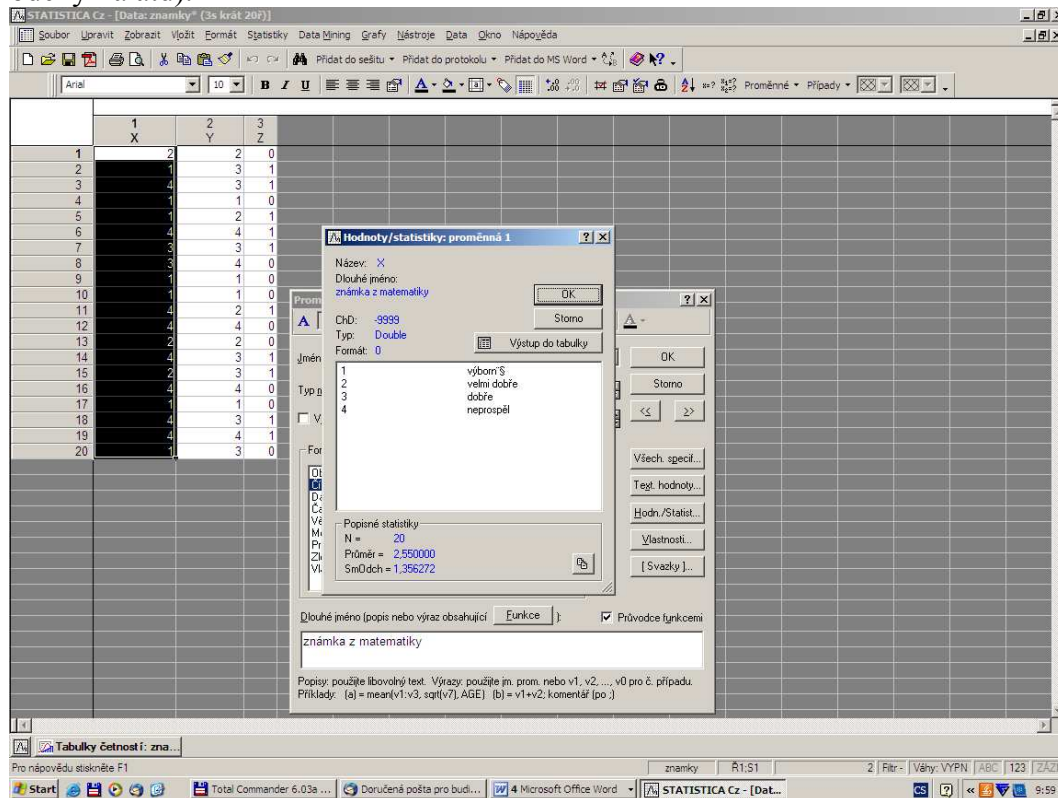 STATISTICA Cz - [Data: znamky* (3s krát 20ř)]
Soubor Upravit Zobrazit Vložit Formát Statistiky Data Mining Grafy Nástroje Data Okno Nápověda
Přidat do sešitu Přidat do protokolu Přidat do MS Word
Arial 10 B I U Proměnné Případy
1 2 3
X Y Z
1 2 2 0
2 1 3 1
3 4 3 1
4 1 1 0
5 1 2 1
6 4 4 1
7 3 3 1
8 3 4 0
9 1 1 0
10 1 1 0
11 4 2 1
12 4 4 0
13 2 2 0
14 4 3 1
15 2 3 1
16 4 4 0
17 1 1 0
18 4 3 1
19 4 4 1
20 1 3 0
Hodnoty/statistiky: proměnná 1
Název: X
Dlouhé jméno:
známka z matematiky
OK
ChD: -9999
Storno
Typ: Double
Formát: 0
Výstup do tabulky
1 výborn¨§
2 velmi dobře
3 dobře
4 neprospěl
Popisné statistiky
N = 20
Průměr = 2,550000
SmOdch = 1,356272
Prom
A
Jmén
OK
Typ
Storno
<< >>
For
Všech. specif...
Text. hodnoty...
Hodn./Statist...
Vlastnosti...
[ Svazky ]...
Dlouhé jméno (popis nebo výraz obsahující Funkce ):
Průvodce funkcemi
známka z matematiky
Popisy: použijte libovolný text. Výrazy: použijte jm. prom. nebo v1, v2, ..., v0 pro č. případu.
Příklady: (a) = mean(v1:v3, sqrt(v7), AGE) (b) = v1+v2; komentář (po ;)
Tabulky četností: zna...
Pro nápovědu stiskněte F1
znamky Ř1;S1 2 Filtr - Váhy: VYPN ABC 123 ZÁZ
Start Total Commander 6.03a ... Doručená pošta pro budi... 4 Microsoft Office Word STATISTICA Cz - [Dat... CS 9:59